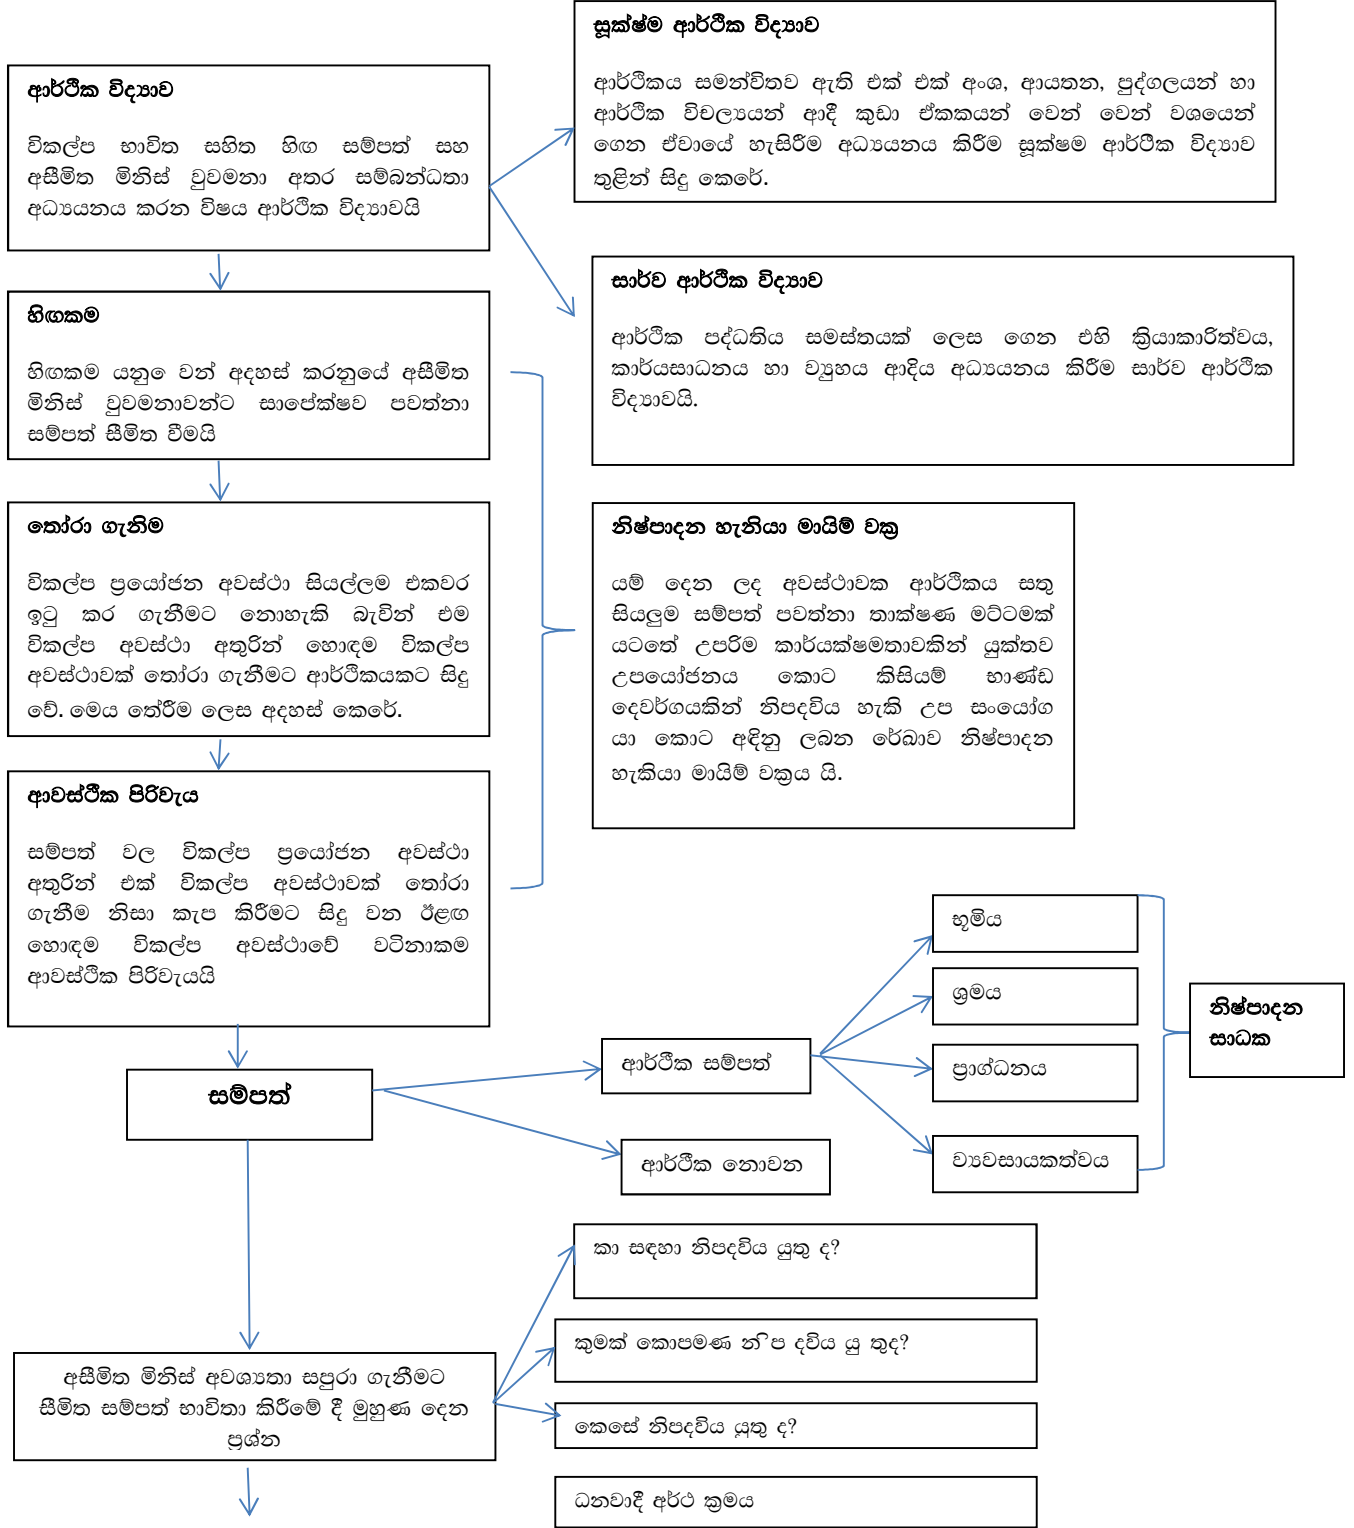 සූක්ෂ්ම ආර්ථික විද්‍යාව
ආර්ථිකය සමන්විතව ඇති එක් එක් අංශ, ආයතන, පුද්ගලයන් හා
ආර්ථික විචල්‍යයන් ආදී කුඩා ඒකකයන් වෙන් වෙන් වශයෙන්
ගෙන ඒවායේ හැසිරීම අධ්‍යයනය කිරීම සූක්ෂම ආර්ථීක විද්‍යාව
තුළින් සිදු කෙරේ.
ආර්ථික විද්‍යාව
විකල්ප භාවිත සහිත හිඟ සම්පත් සහ
අසීමිත මිනිස් වුවමනා අතර සම්බන්ධතා
අධ්‍යයනය කරන විෂය ආර්ථික විද්‍යාවයි
සාර්ව ආර්ථික විද්‍යාව
ආර්ථික පද්ධතිය සමස්තයක් ලෙස ගෙන එහි ක්‍රියාකාරිත්වය,
කාර්යසාධනය හා ව්‍යුහය ආදිය අධ්‍යයනය කිරීම සාර්ව ආර්ථික
විද්‍යාවයි.
හිඟකම
හිඟකම යනුෙ වන් අදහස් කරනුයේ අසීමිත
මිනිස් වුවමනාවන්ට සාපේක්ෂව පවත්නා
සම්පත් සීමිත වීමයි
තෝරා ගැනිම
විකල්ප ප්‍රයෝජන අවස්ථා සියල්ලම එකවර
ඉටු කර ගැනීමට නොහැකි බැවින් එම
විකල්ප අවස්ථා අතුරින් හොඳම විකල්ප
අවස්ථාවක් තෝරා ගැනීමට ආර්ථිකයකට සිදු
වේ. මෙය තේරීම ලෙස අදහස් කෙරේ.
නිෂ්පාදන හැනියා මායිම් වක්‍ර
යම් දෙන ලද අවස්ථාවක ආර්ථිකය සතු
සියලුම සම්පත් පවත්නා තාක්ෂණ මට්ටමක්
යටතේ උපරිම කාර්යක්ෂමතාවකින් යුක්තව
උපයෝජනය කොට කිසියම් භාණ්ඩ
දෙවර්ගයකින් නිපදවිය හැකි උප සංයෝග
යා කොට අඳිනු ලබන රේඛාව නිෂ්පාදන
හැකියා මායිම් වක්‍රය යි.
ආවස්ථික පිරිවැය
සම්පත් වල විකල්ප ප්‍රයෝජන අවස්ථා
අතුරින් එක් විකල්ප අවස්ථාවක් තෝරා
ගැනීම නිසා කැප කිරීමට සිදු වන ඊළඟ
හොඳම විකල්ප අවස්ථාවේ වටිනාකම
ආවස්ථික පිරිවැයයි
භූමිය
ශ්‍රමය
ප්‍රාග්ධනය
ව්‍යවසායකත්වය
නිෂ්පාදන
සාධක
ආර්ථික සම්පත්
සම්පත්
ආර්ථික නොවන
කා සඳහා නිපදවිය යුතු ද?
කුමක් කොපමණ න ිප දවිය යු තුද?
අසීමිත මිනිස් අවශ්‍යතා සපුරා ගැනීමට
සීමිත සම්පත් භාවිතා කිරීමේ දී මුහුණ දෙන
ප්‍රශ්න
කෙසේ නිපදවිය යුතු ද?
ධනවාදී අර්ථ ක්‍රමය